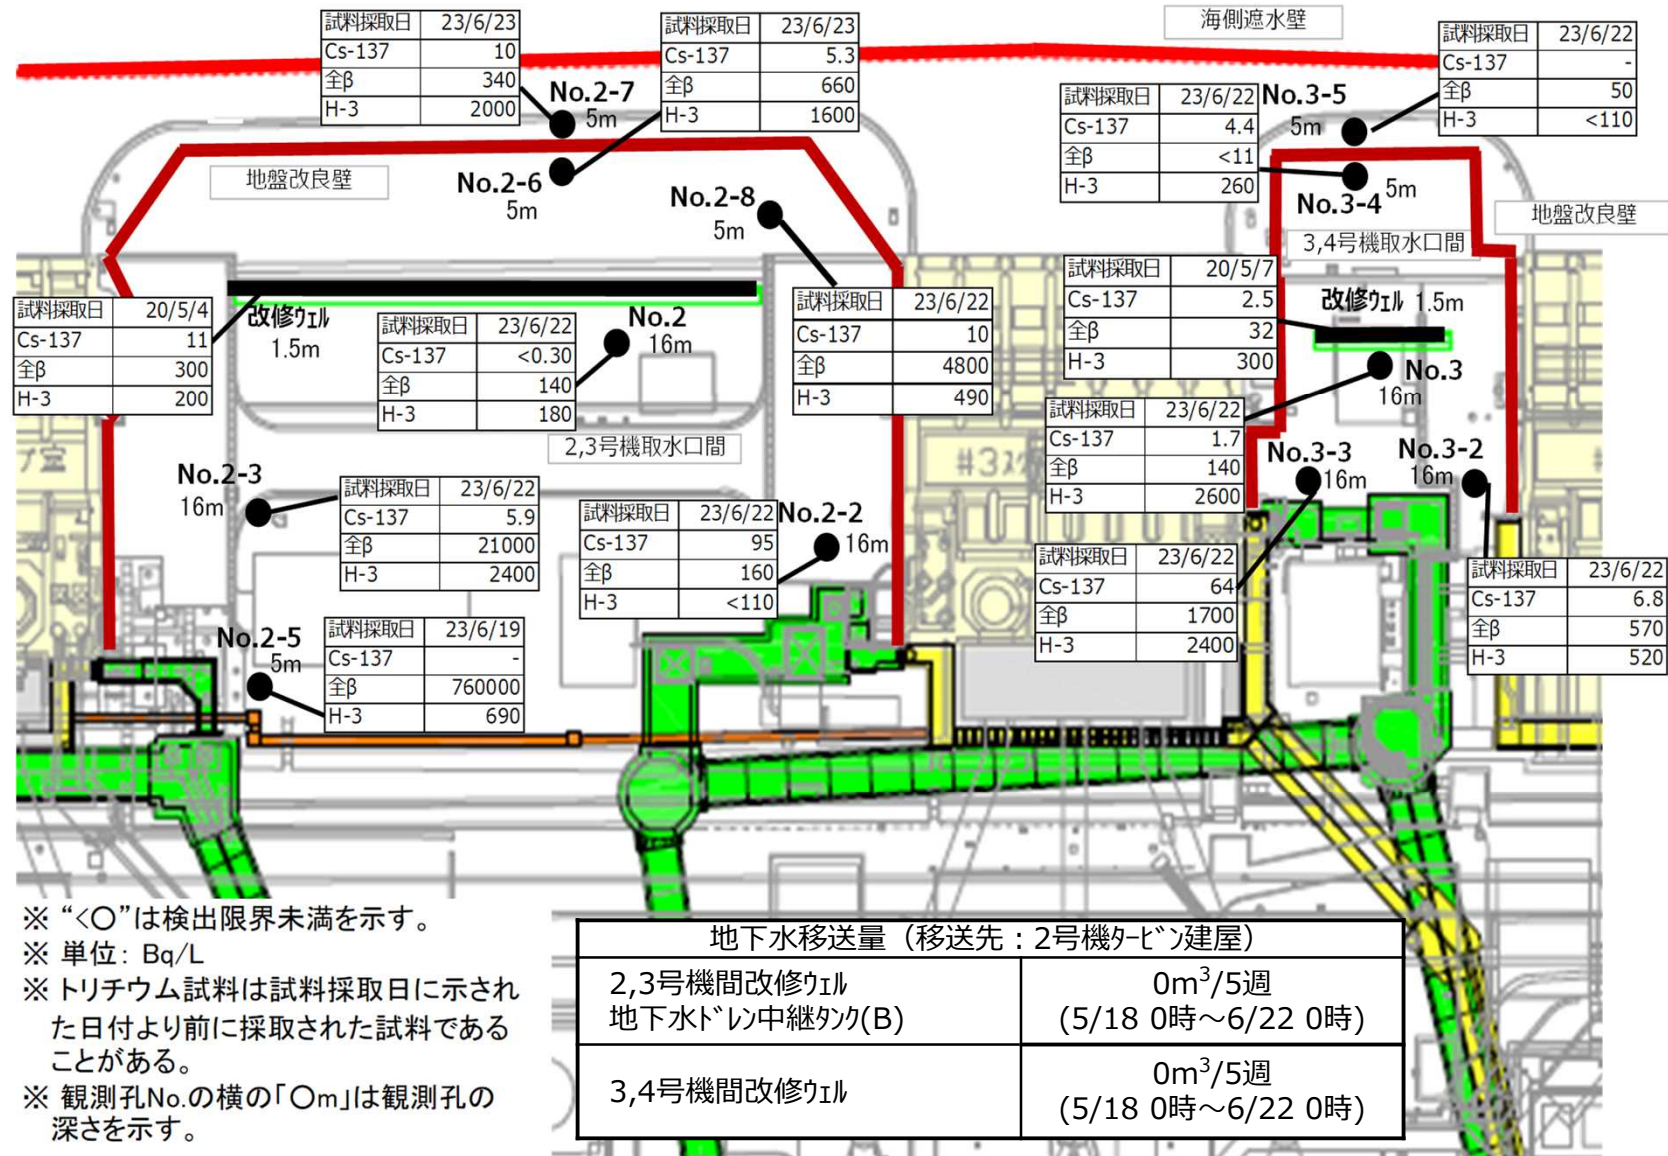 海側遮水壁
試料採取日 23/6/23
Cs-137 10
全β 340
H-3 2000
No.2-7
5m
試料採取日 23/6/23
Cs-137 5.3
全β 660
H-3 1600
試料採取日 23/6/22
Cs-137 4.4
全β <11
H-3 260
No.3-5
5m
試料採取日 23/6/22
Cs-137 -
全β 50
H-3 <110
地盤改良壁
No.2-6
5m
No.2-8
5m
No.3-4
5m
地盤改良壁
3,4号機取水口間
試料採取日 20/5/4
Cs-137 11
全β 300
H-3 200
改修ウェル
1.5m
試料採取日 23/6/22
Cs-137 <0.30
全β 140
H-3 180
No.2
16m
試料採取日 23/6/22
Cs-137 10
全β 4800
H-3 490
試料採取日 20/5/7
Cs-137 2.5
全β 32
H-3 300
改修ウェル 1.5m
No.3
16m
試料採取日 23/6/22
Cs-137 1.7
全β 140
H-3 2600
2,3号機取水口間
No.2-3
16m
試料採取日 23/6/22
Cs-137 5.9
全β 21000
H-3 2400
試料採取日 23/6/22
Cs-137 95
全β 160
H-3 <110
No.2-2
16m
#3
No.3-3
16m
No.3-2
16m
試料採取日 23/6/22
Cs-137 64
全β 1700
H-3 2400
試料採取日 23/6/22
Cs-137 6.8
全β 570
H-3 520
No.2-5
5m
試料採取日 23/6/19
Cs-137 -
全β 760000
H-3 690
※ “<〇”は検出限界未満を示す。
※ 単位: Bq/L
※ トリチウム試料は試料採取日に示され
た日付より前に採取された試料である
ことがある。
※ 観測孔No.の横の「〇m」は観測孔の
深さを示す。
地下水移送量（移送先：2号機ﾀｰﾋﾞﾝ建屋）
2,3号機間改修ウェル
地下水ﾄﾞﾚﾝ中継ﾀﾝｸ(B)
0m³/5週
(5/18 0時～6/22 0時)
3,4号機間改修ウェル
0m³/5週
(5/18 0時～6/22 0時)